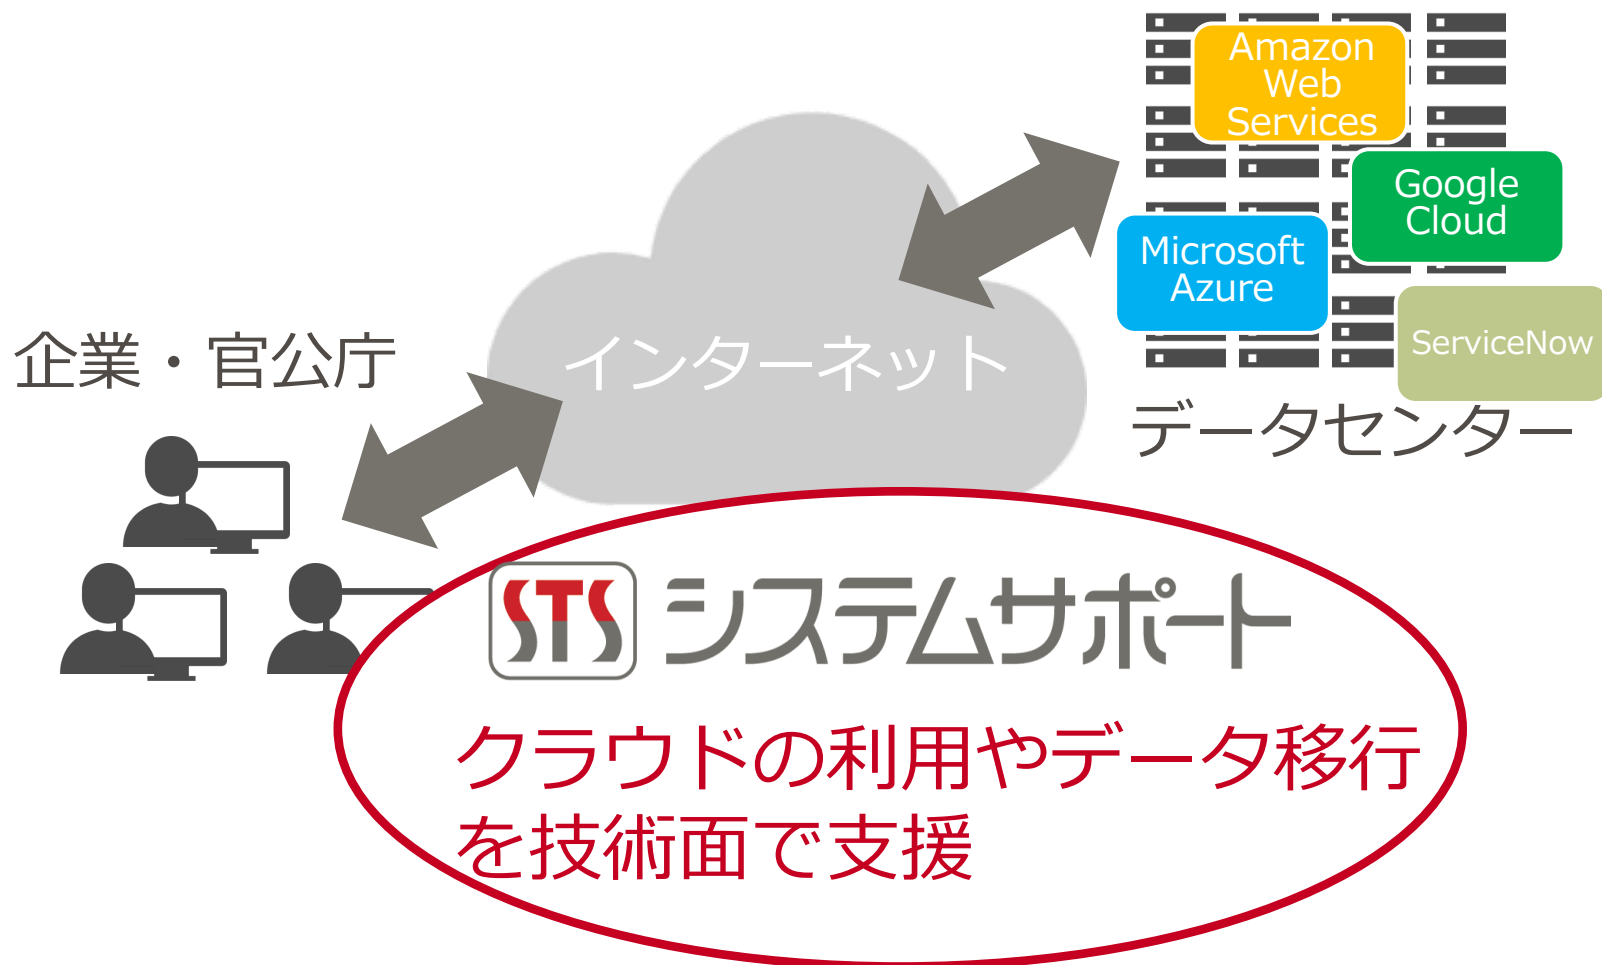 Amazon
Web
Services
Google
Cloud
Microsoft
Azure
ServiceNow
データセンター
インターネット
企業・官公庁
STS システムサポート
クラウドの利用やデータ移行
を技術面で支援